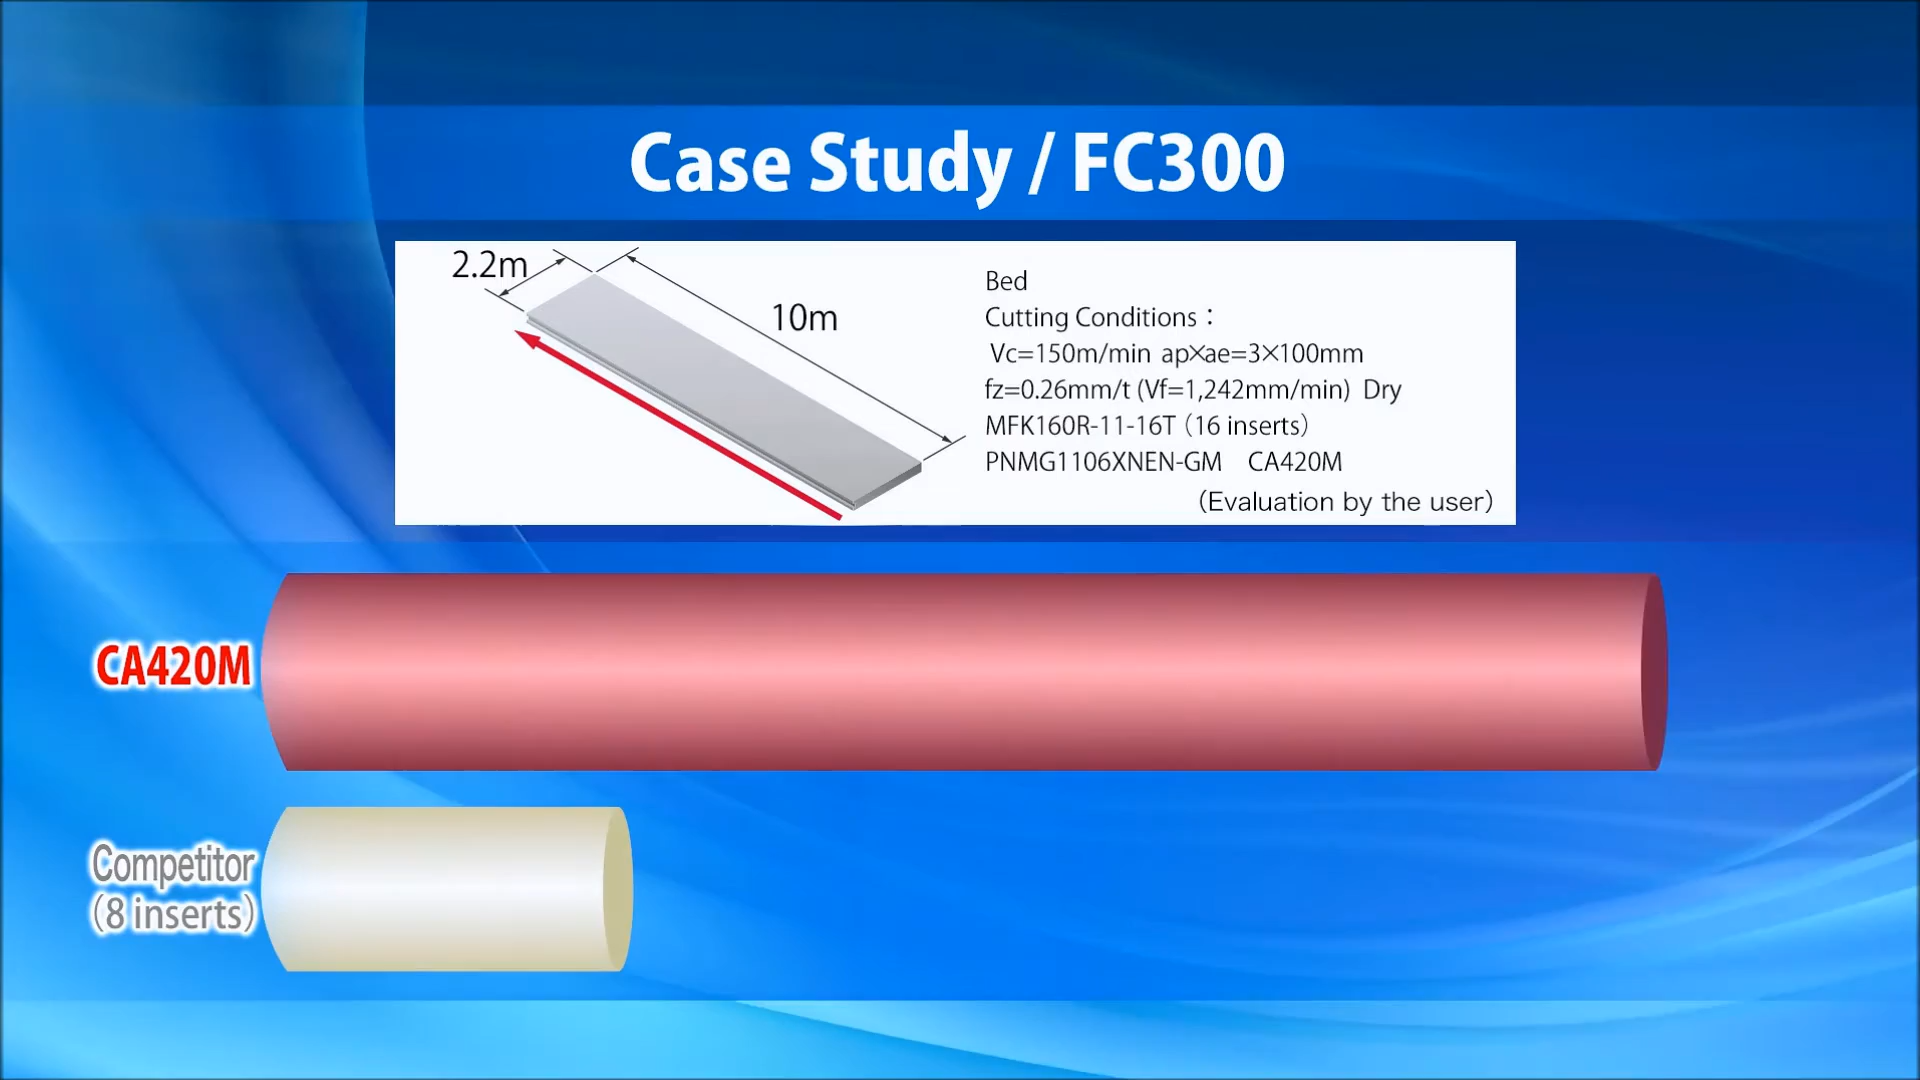 Case Study / FC300
2.2m
10m
Bed
Cutting Conditions：
Vc=150m/min ap×ae=3×100mm
fz=0.26mm/t (Vf=1,242mm/min) Dry
MFK160R-11-16T（16 inserts）
PNMG1106XNEN-GM CA420M
（Evaluation by the user）
CA420M
Competitor
（8 inserts）